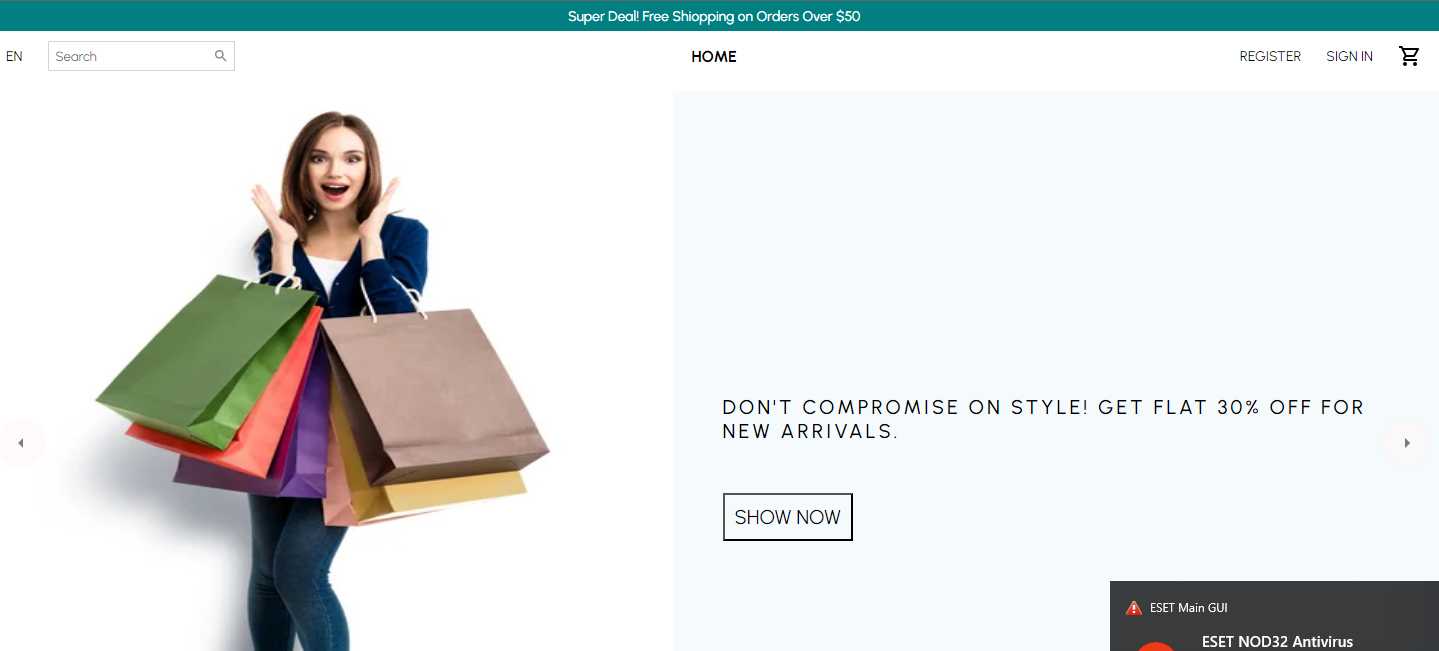 Super Deal! Free Shiopping on Orders Over $50
EN
Search
HOME
REGISTER
SIGN IN
DON'T COMPROMISE ON STYLE! GET FLAT 30% OFF FOR
NEW ARRIVALS.
SHOW NOW
ESET Main GUI
ESET NOD32 Antivirus